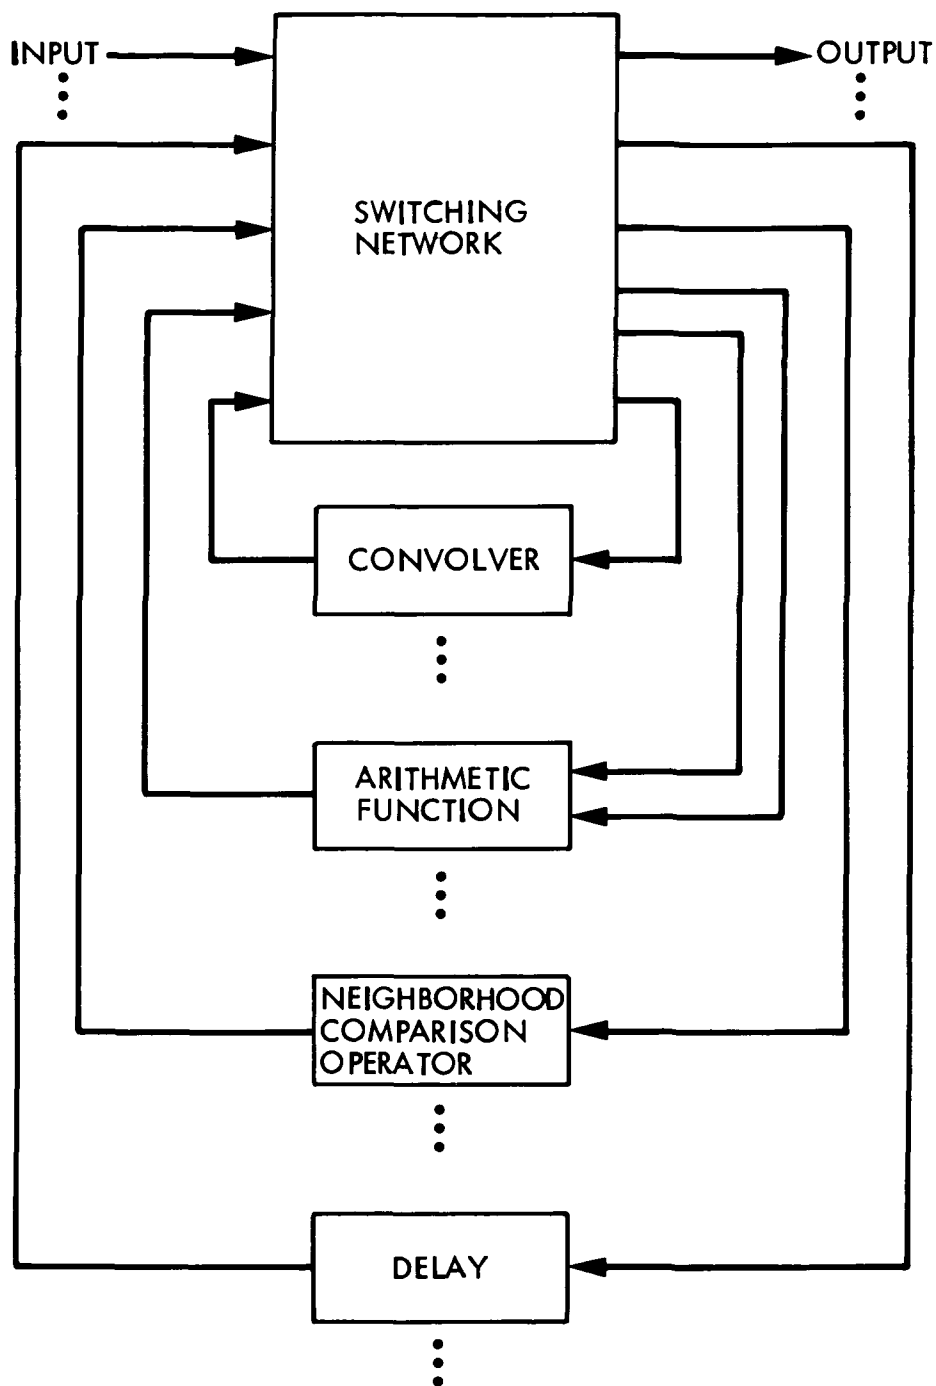 INPUT
OUTPUT
SWITCHING
NETWORK
CONVOLVER
ARITHMETIC
FUNCTION
NEIGHBORHOOD
COMPARISON
OPERATOR
DELAY